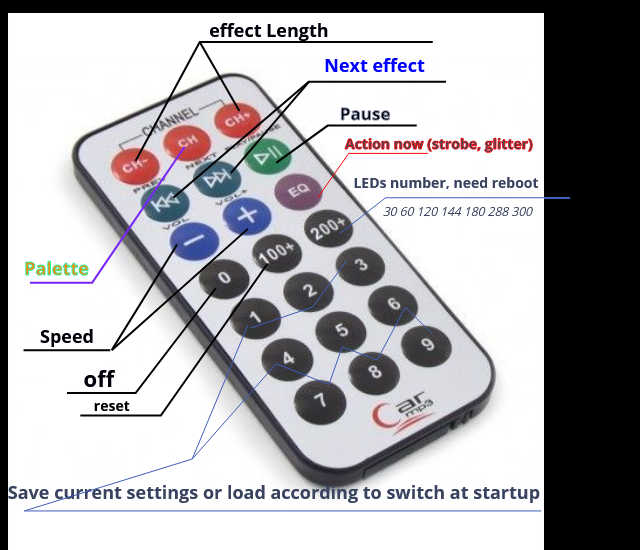 effect Length
Next effect
CHANNEL
Pause
CH- CH CH+
Action now (strobe, glitter)
PREV NEXT PLAY/PAUSE
LEDs number, need reboot
EQ
30 60 120 144 180 288 300
VOL- VOL+
− +
Palette
0 100+ 200+
1 2 3
Speed
4 5 6
off
7 8 9
reset
Car
mp3
Save current settings or load according to switch at startup